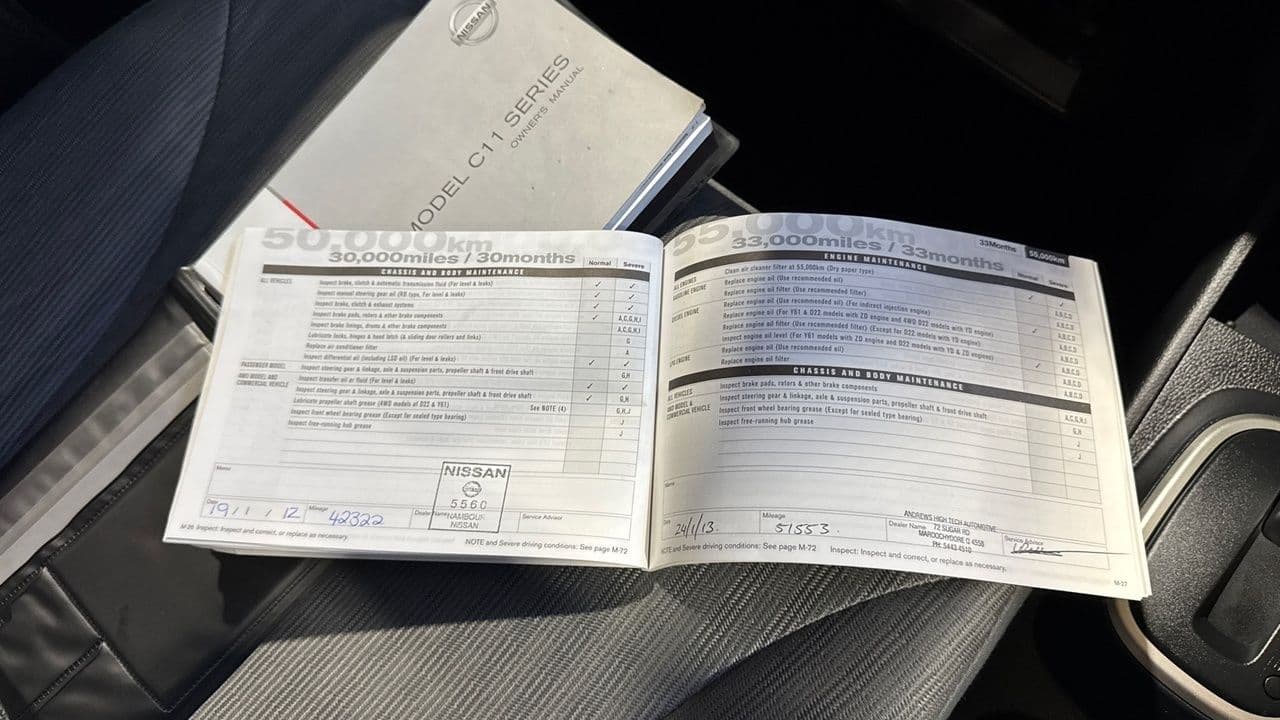 NISSAN
MODEL C11 SERIES
OWNER'S MANUAL
50,000km
30,000miles / 30months
CHASSIS AND BODY MAINTENANCE
Normal
Severe
ALL VEHICLES
Inspect brake, clutch & automatic transmission fluid (For level & leaks)
✓ ✓
Inspect manual steering gear oil (RB type, For level & leaks)
✓ ✓
Inspect brake, clutch & exhaust systems
✓ ✓
Inspect brake pads, rotors & other brake components
✓ A,C,G,H,I
Inspect brake linings, drums & other brake components
A,C,G,H,I
Lubricate locks, hinges & hood latch (& sliding door rollers and links)
G
Replace air conditioner filter
A
Inspect differential oil (including LSD oil) (For level & leaks)
✓ ✓
PASSENGER MODEL
Inspect steering gear & linkage, axle & suspension parts, propeller shaft & front drive shaft
G,H
4WD MODEL AND COMMERCIAL VEHICLE
Inspect transfer oil or fluid (For level & leaks)
✓ ✓
Inspect steering gear & linkage, axle & suspension parts, propeller shaft & front drive shaft
✓ G,H
Lubricate propeller shaft grease (4WD models of D22 & Y61)
See NOTE (4)
G,H,J
Inspect front wheel bearing grease (Except for sealed type bearing)
J
Inspect free-running hub grease
J
Memo
Date
19/1/12
Mileage
42322
Dealer Name
NISSAN
5560
NAMBOUR
NISSAN
Service Advisor
M-26 Inspect: Inspect and correct, or replace as necessary.
NOTE and Severe driving conditions: See page M-72
55,000km
33,000miles / 33months
33Months
55,000km
ENGINE MAINTENANCE
Normal
Severe
ALL ENGINES
Clean air cleaner filter at 55,000km (Dry paper type)
GASOLINE ENGINE
Replace engine oil (Use recommended oil)
Replace engine oil filter (Use recommended filter)
DIESEL ENGINE
Replace engine oil (Use recommended oil) (For indirect injection engine)
Replace engine oil (For Y61 & D22 models with ZD engine and 4WD D22 models with YD engine)
Replace engine oil filter (Use recommended filter) (Except for D22 models with YD engine)
Inspect engine oil level (For Y61 models with ZD engine and D22 models with YD & ZD engines)
LPG ENGINE
Replace engine oil (Use recommended oil)
Replace engine oil filter
CHASSIS AND BODY MAINTENANCE
ALL VEHICLES
Inspect brake pads, rotors & other brake components
A,C,G,H,I
4WD MODEL & COMMERCIAL VEHICLE
Inspect steering gear & linkage, axle & suspension parts, propeller shaft & front drive shaft
G,H
Inspect front wheel bearing grease (Except for sealed type bearing)
J
Inspect free-running hub grease
J
Memo
Date
24/1/13.
Mileage
51553.
Dealer Name
ANDREWS HIGH TECH AUTOMOTIVE
72 SUGAR RD
MAROOCHYDORE Q 4558
PH: 5443 4510
Service Advisor
NOTE and Severe driving conditions: See page M-72
Inspect: Inspect and correct, or replace as necessary.
M-27